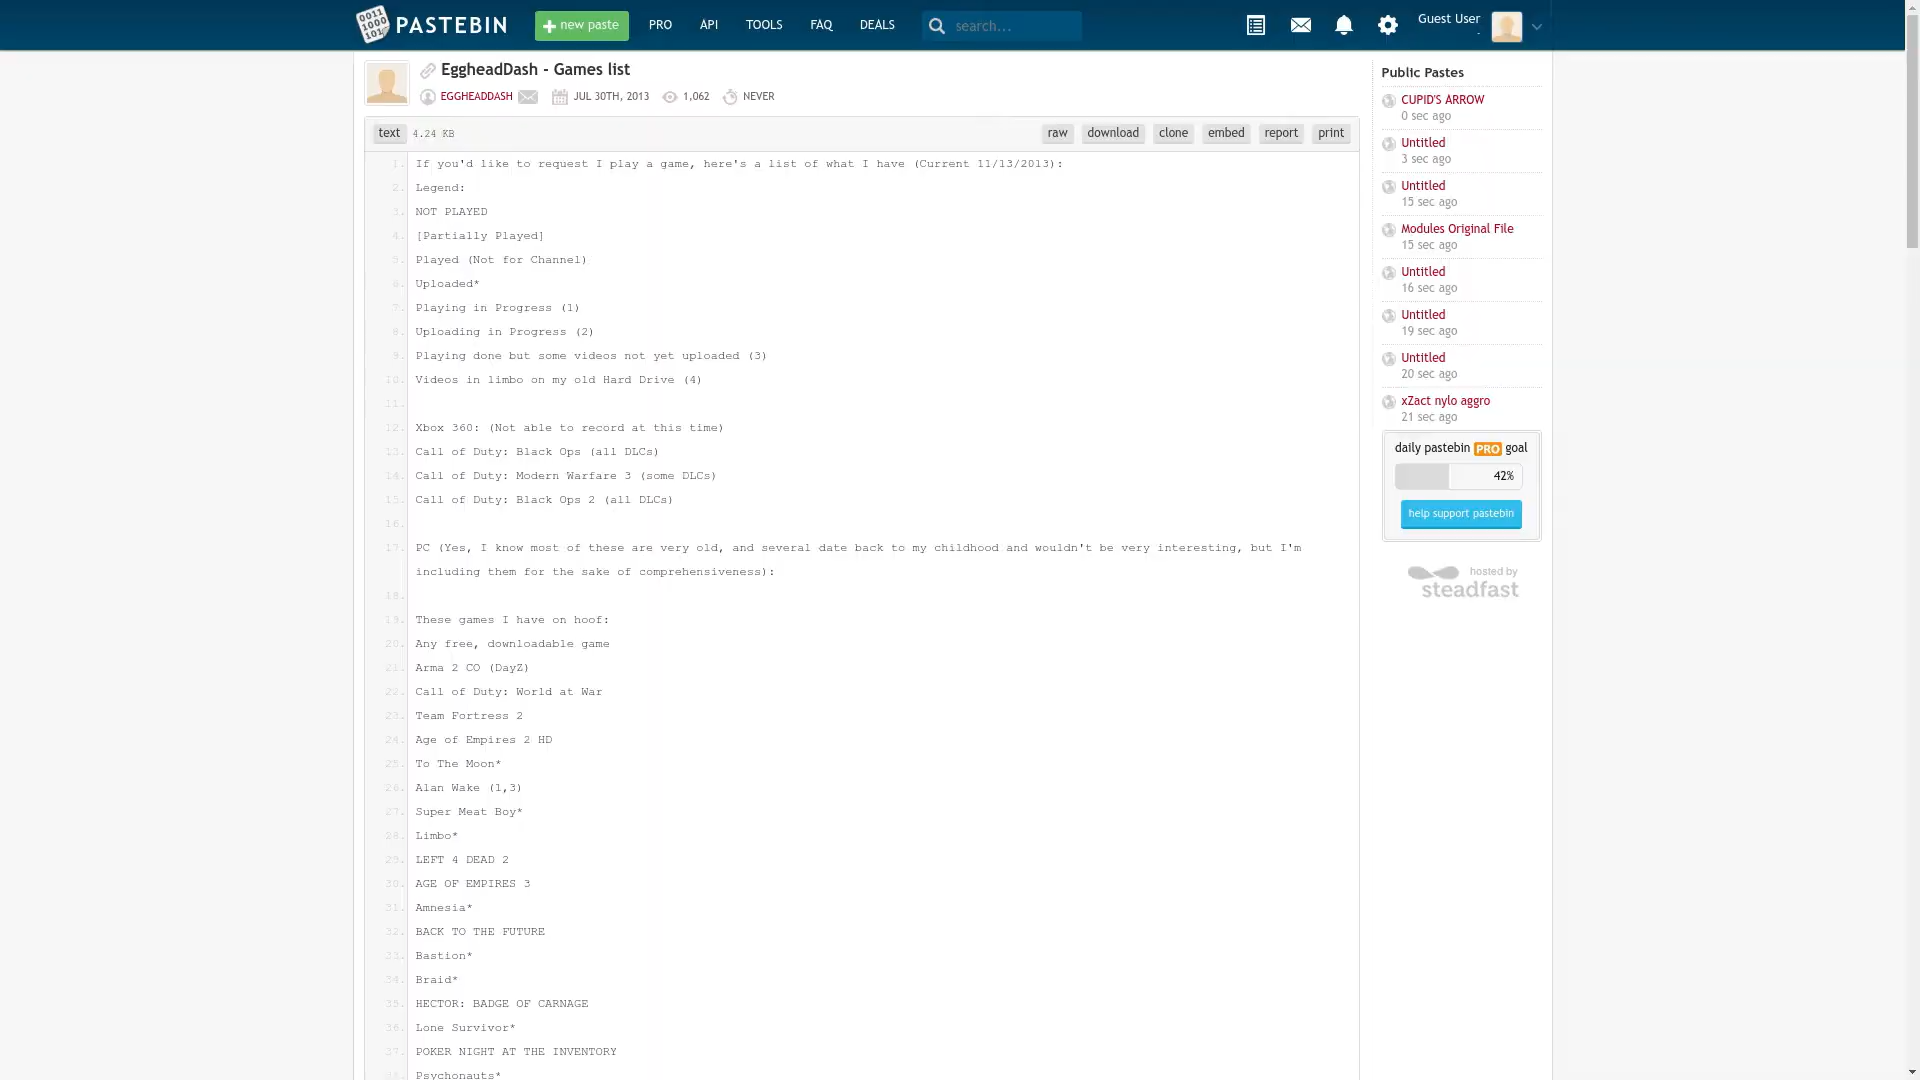 0011
1000
101
PASTEBIN
+ new paste
PRO
API
TOOLS
FAQ
DEALS
search...
Guest User
-
EggheadDash - Games list
EGGHEADDASH
JUL 30TH, 2013
1,062
NEVER
text
4.24 KB
raw
download
clone
embed
report
print
1. If you'd like to request I play a game, here's a list of what I have (Current 11/13/2013):
2. Legend:
3. NOT PLAYED
4. [Partially Played]
5. Played (Not for Channel)
6. Uploaded*
7. Playing in Progress (1)
8. Uploading in Progress (2)
9. Playing done but some videos not yet uploaded (3)
10. Videos in limbo on my old Hard Drive (4)
11.
12. Xbox 360: (Not able to record at this time)
13. Call of Duty: Black Ops (all DLCs)
14. Call of Duty: Modern Warfare 3 (some DLCs)
15. Call of Duty: Black Ops 2 (all DLCs)
16.
17. PC (Yes, I know most of these are very old, and several date back to my childhood and wouldn't be very interesting, but I'm
including them for the sake of comprehensiveness):
18.
19. These games I have on hoof:
20. Any free, downloadable game
21. Arma 2 CO (DayZ)
22. Call of Duty: World at War
23. Team Fortress 2
24. Age of Empires 2 HD
25. To The Moon*
26. Alan Wake (1,3)
27. Super Meat Boy*
28. Limbo*
29. LEFT 4 DEAD 2
30. AGE OF EMPIRES 3
31. Amnesia*
32. BACK TO THE FUTURE
33. Bastion*
34. Braid*
35. HECTOR: BADGE OF CARNAGE
36. Lone Survivor*
37. POKER NIGHT AT THE INVENTORY
38. Psychonauts*
Public Pastes
CUPID'S ARROW
0 sec ago
Untitled
3 sec ago
Untitled
15 sec ago
Modules Original File
15 sec ago
Untitled
16 sec ago
Untitled
19 sec ago
Untitled
20 sec ago
xZact nylo aggro
21 sec ago
daily pastebin PRO goal
42%
help support pastebin
hosted by
steadfast